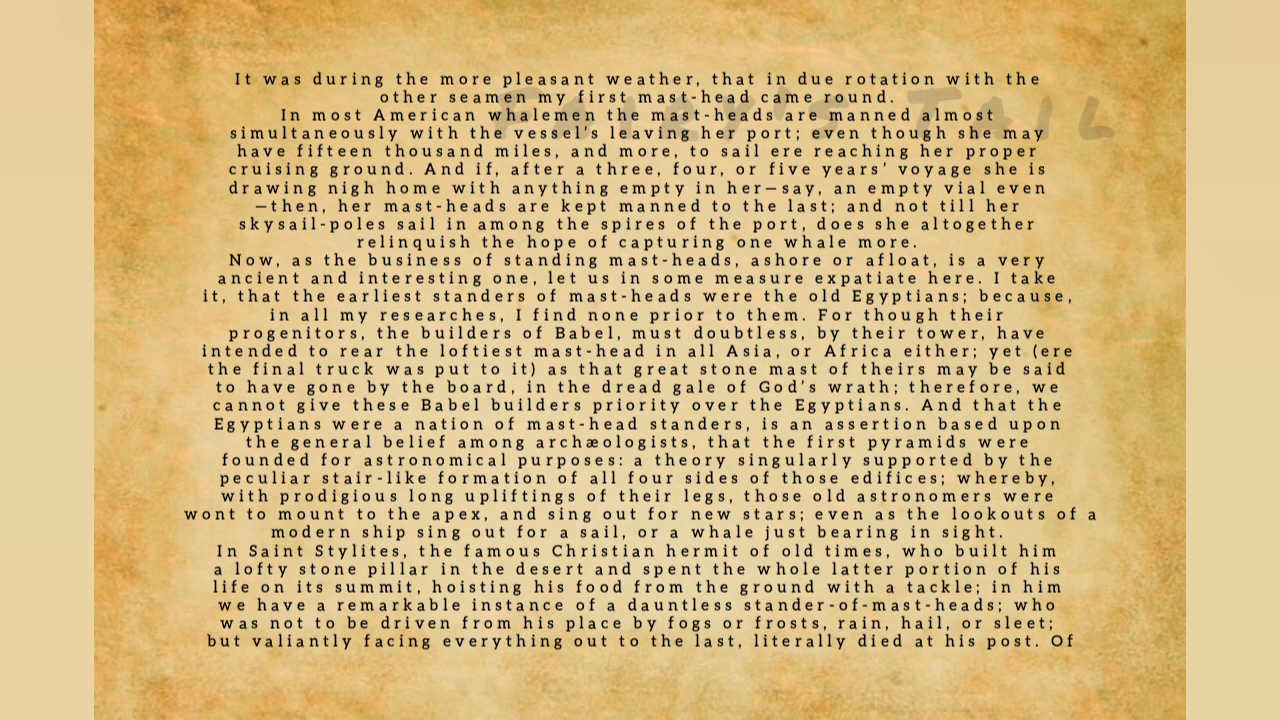 It was during the more pleasant weather, that in due rotation with the
other seamen my first mast-head came round.
In most American whalemen the mast-heads are manned almost
simultaneously with the vessel's leaving her port; even though she may
have fifteen thousand miles, and more, to sail ere reaching her proper
cruising ground. And if, after a three, four, or five years' voyage she is
drawing nigh home with anything empty in her—say, an empty vial even
—then, her mast-heads are kept manned to the last; and not till her
skysail-poles sail in among the spires of the port, does she altogether
relinquish the hope of capturing one whale more.
Now, as the business of standing mast-heads, ashore or afloat, is a very
ancient and interesting one, let us in some measure expatiate here. I take
it, that the earliest standers of mast-heads were the old Egyptians; because,
in all my researches, I find none prior to them. For though their
progenitors, the builders of Babel, must doubtless, by their tower, have
intended to rear the loftiest mast-head in all Asia, or Africa either; yet (ere
the final truck was put to it) as that great stone mast of theirs may be said
to have gone by the board, in the dread gale of God's wrath; therefore, we
cannot give these Babel builders priority over the Egyptians. And that the
Egyptians were a nation of mast-head standers, is an assertion based upon
the general belief among archæologists, that the first pyramids were
founded for astronomical purposes: a theory singularly supported by the
peculiar stair-like formation of all four sides of those edifices; whereby,
with prodigious long upliftings of their legs, those old astronomers were
wont to mount to the apex, and sing out for new stars; even as the lookouts of a
modern ship sing out for a sail, or a whale just bearing in sight.
In Saint Stylites, the famous Christian hermit of old times, who built him
a lofty stone pillar in the desert and spent the whole latter portion of his
life on its summit, hoisting his food from the ground with a tackle; in him
we have a remarkable instance of a dauntless stander-of-mast-heads; who
was not to be driven from his place by fogs or frosts, rain, hail, or sleet;
but valiantly facing everything out to the last, literally died at his post. Of
TAIL